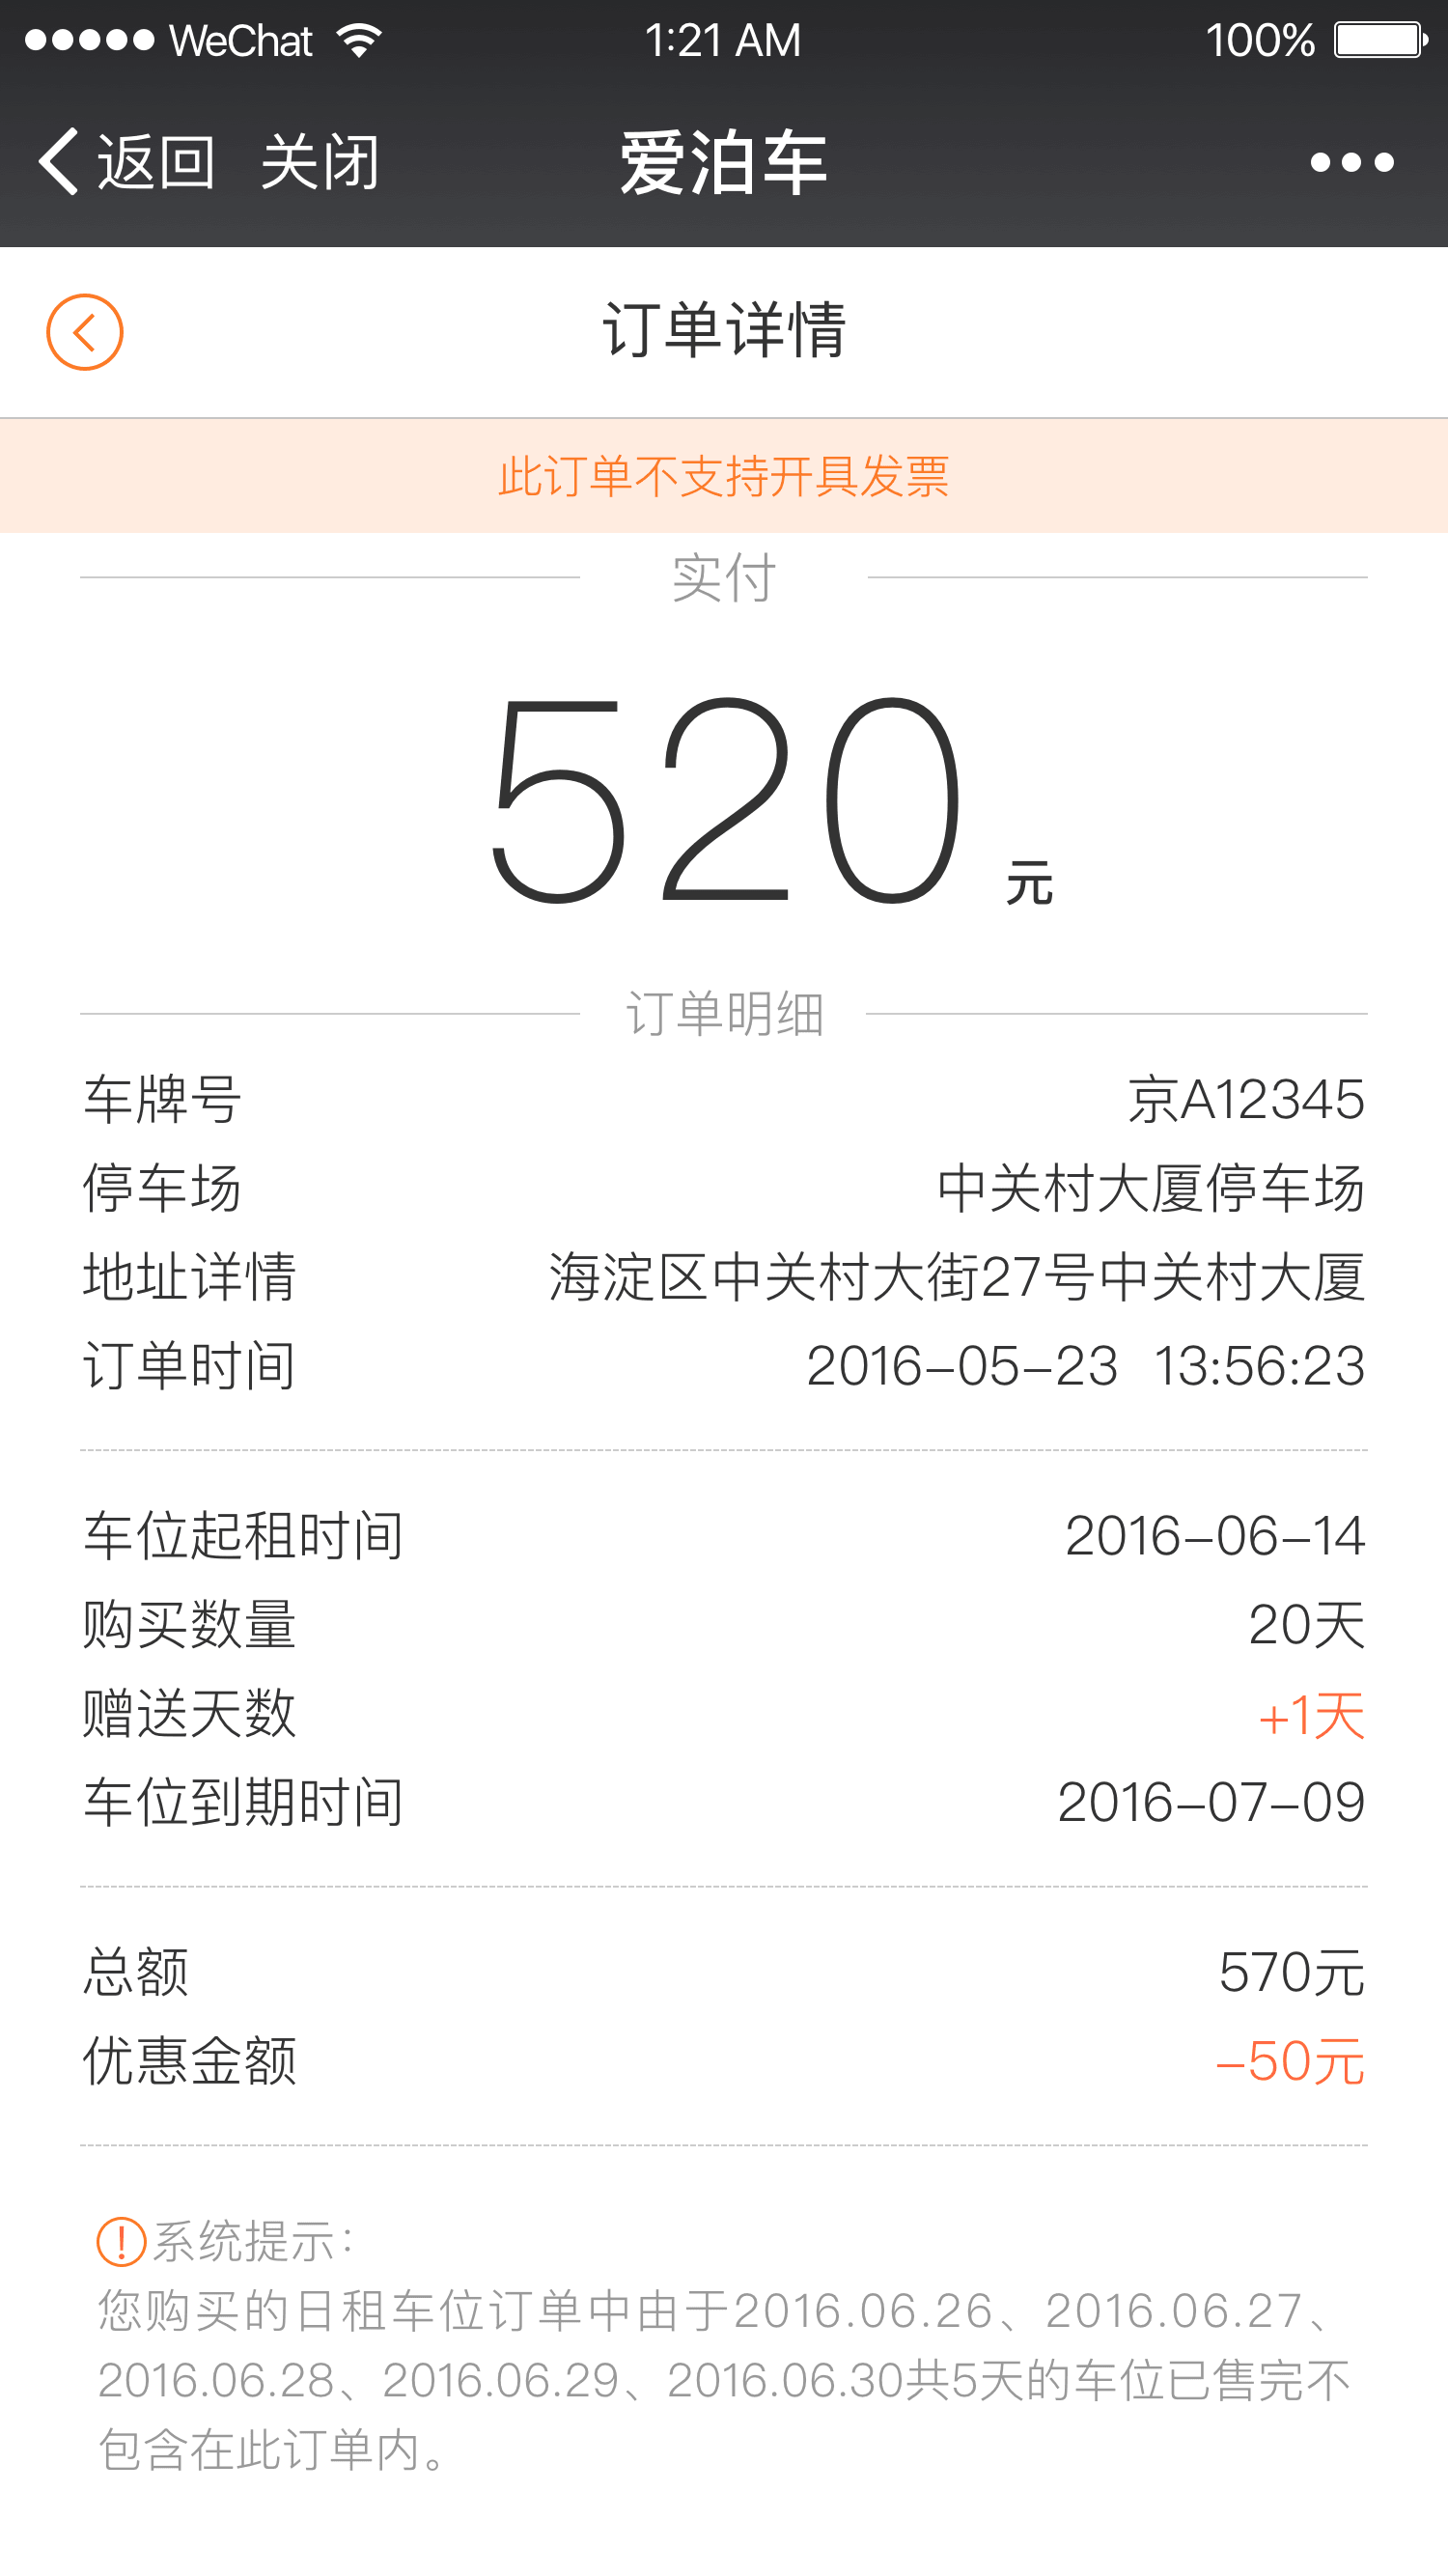 WeChat 1:21 AM 100%
返回 关闭 爱泊车
订单详情
此订单不支持开具发票
实付
520 元
订单明细
车牌号 京A12345
停车场 中关村大厦停车场
地址详情 海淀区中关村大街27号中关村大厦
订单时间 2016-05-23 13:56:23
车位起租时间 2016-06-14
购买数量 20天
赠送天数 +1天
车位到期时间 2016-07-09
总额 570元
优惠金额 -50元
系统提示：
您购买的日租车位订单中由于2016.06.26、2016.06.27、
2016.06.28、2016.06.29、2016.06.30共5天的车位已售完不
包含在此订单内。